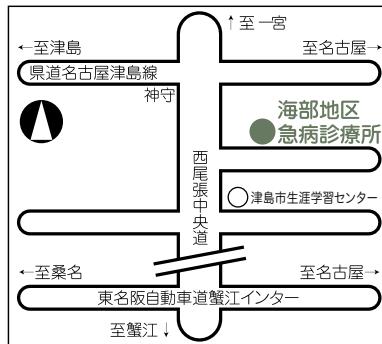 ↑至一宮
←至津島
至名古屋→
県道名古屋津島線
神守
海部地区
急病診療所
西尾張中央道
津島市生涯学習センター
←至桑名
至名古屋→
東名阪自動車道蟹江インター
至蟹江↓